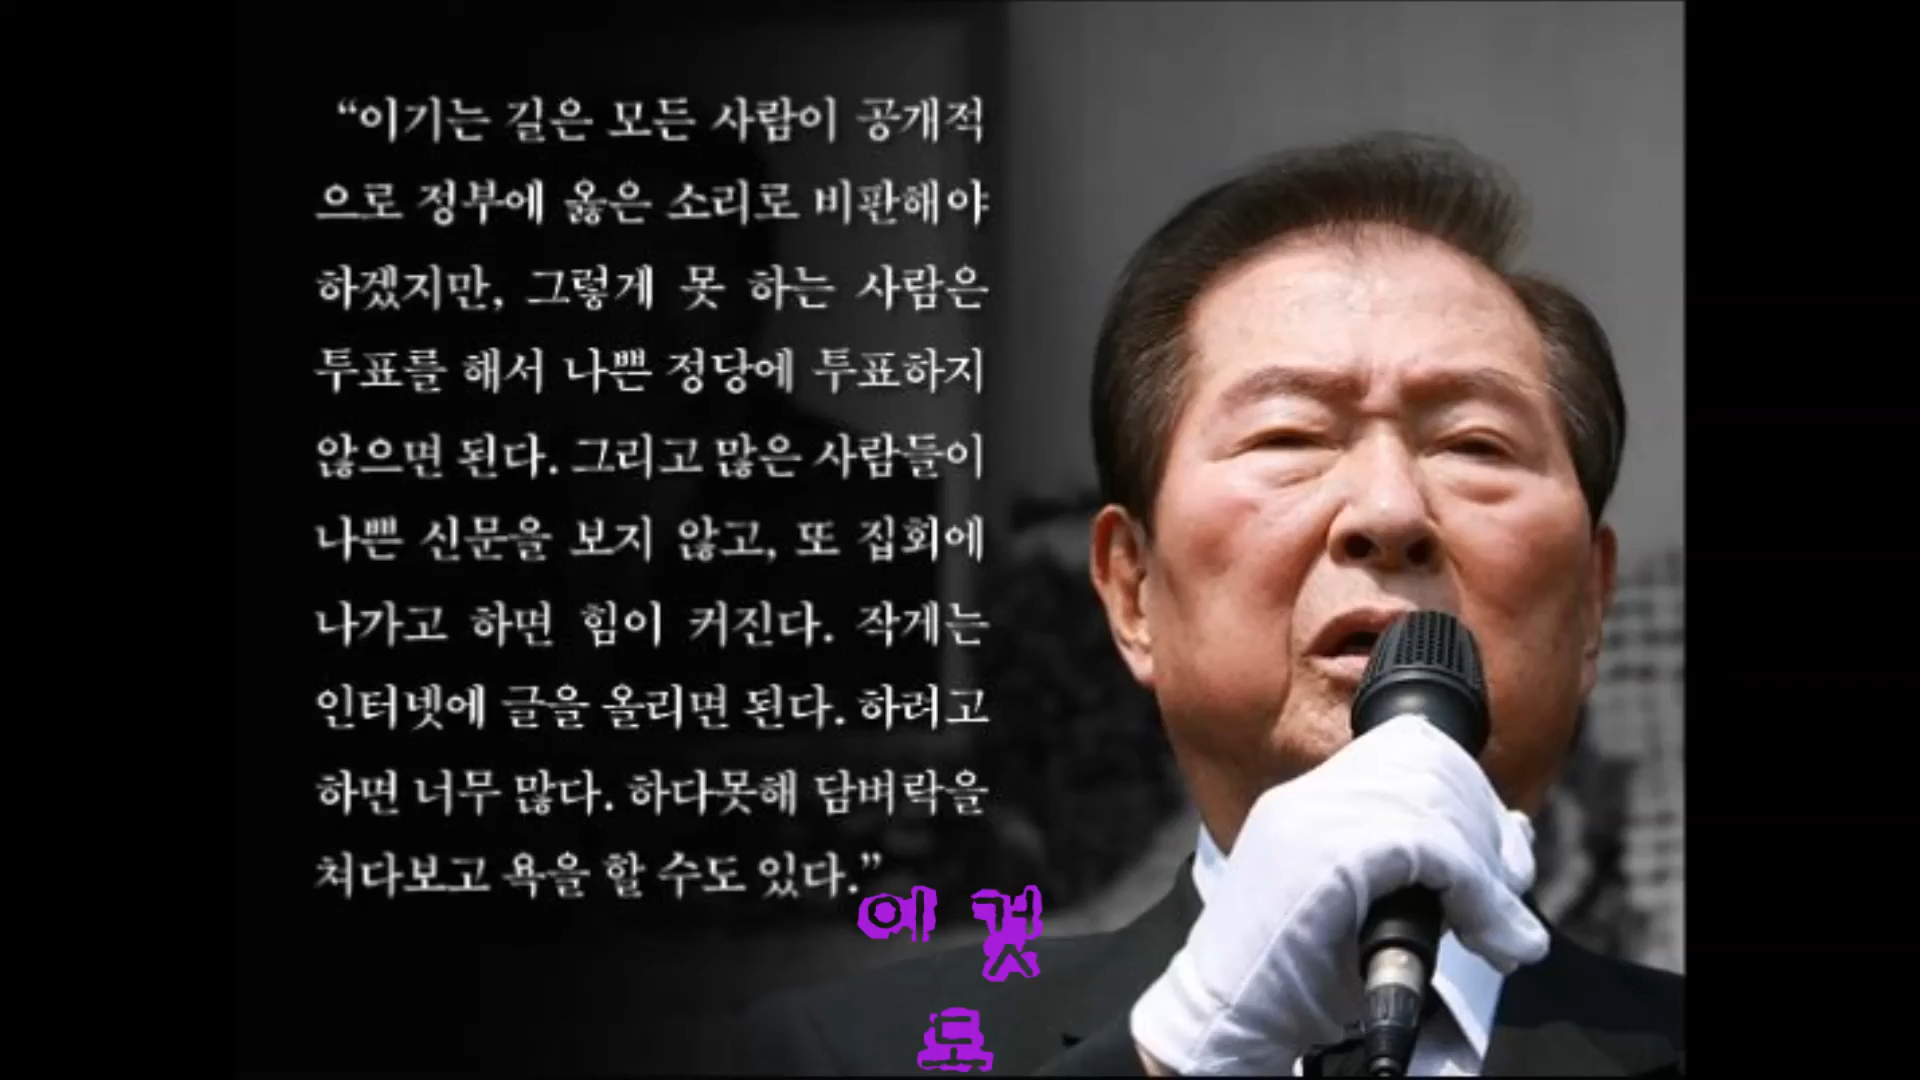 “이기는 길은 모든 사람이 공개적
으로 정부에 옳은 소리로 비판해야
하겠지만, 그렇게 못 하는 사람은
투표를 해서 나쁜 정당에 투표하지
않으면 된다. 그리고 많은 사람들이
나쁜 신문을 보지 않고, 또 집회에
나가고 하면 힘이 커진다. 작게는
인터넷에 글을 올리면 된다. 하려고
하면 너무 많다. 하다못해 담벼락을
쳐다보고 욕을 할 수도 있다.”
이 것
도